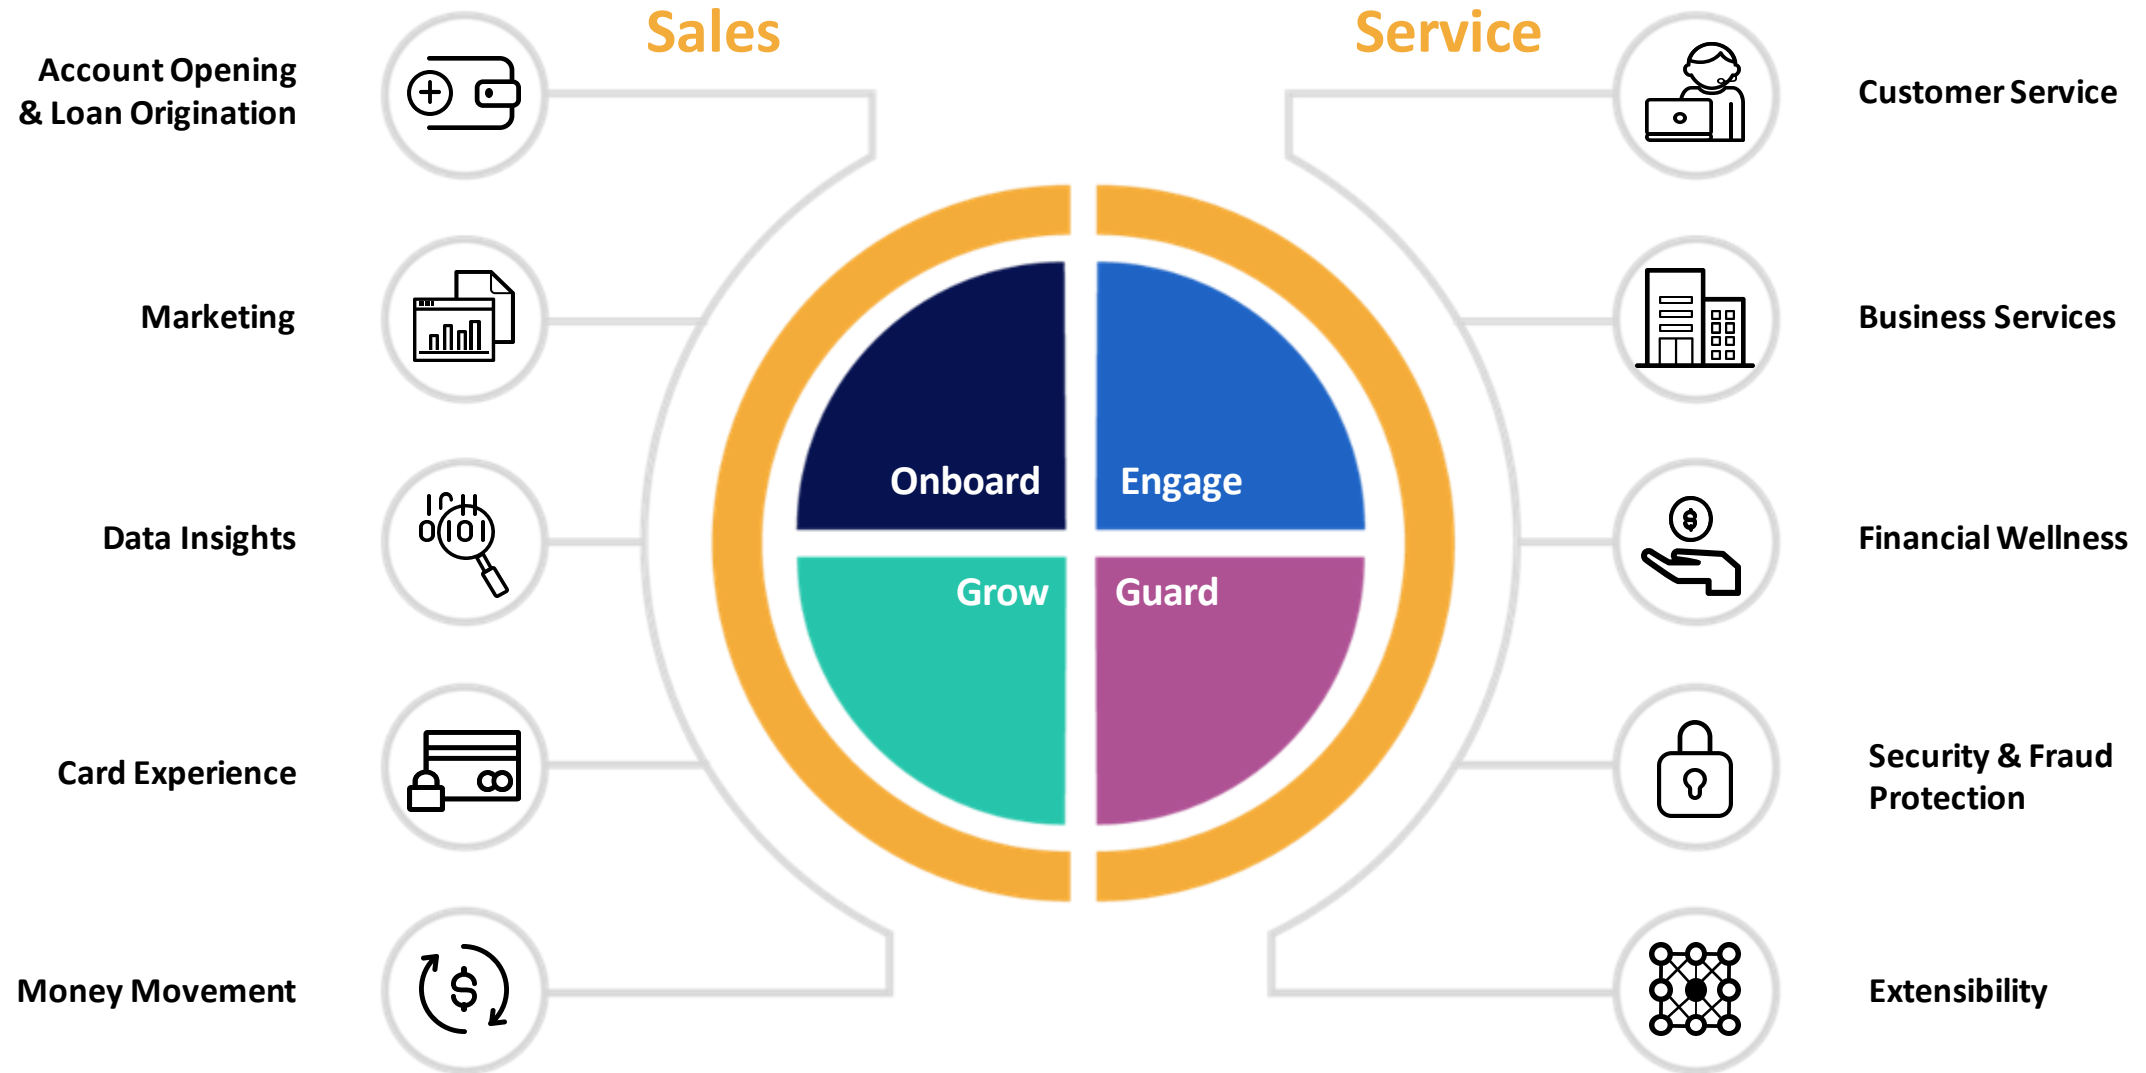 Sales
Service
Account Opening
& Loan Origination
Marketing
Data Insights
Card Experience
Money Movement
Onboard
Engage
Grow
Guard
Customer Service
Business Services
Financial Wellness
Security & Fraud
Protection
Extensibility